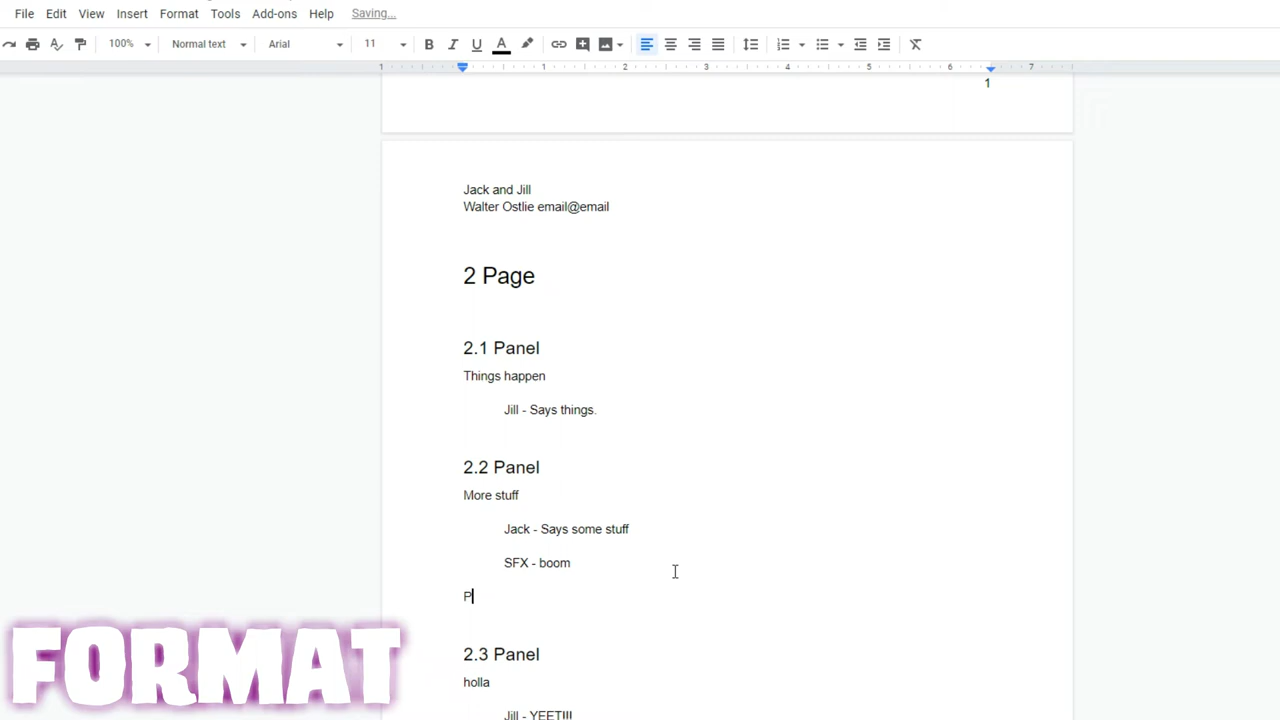 File Edit View Insert Format Tools Add-ons Help Saving...
100% Normal text Arial 11 B I U A
1 1 2 3 4 5 6 7
1
Jack and Jill
Walter Ostlie email@email
2 Page
2.1 Panel
Things happen
Jill - Says things.
2.2 Panel
More stuff
Jack - Says some stuff
SFX - boom
P
2.3 Panel
holla
Jill - YEET!!!
FORMAT